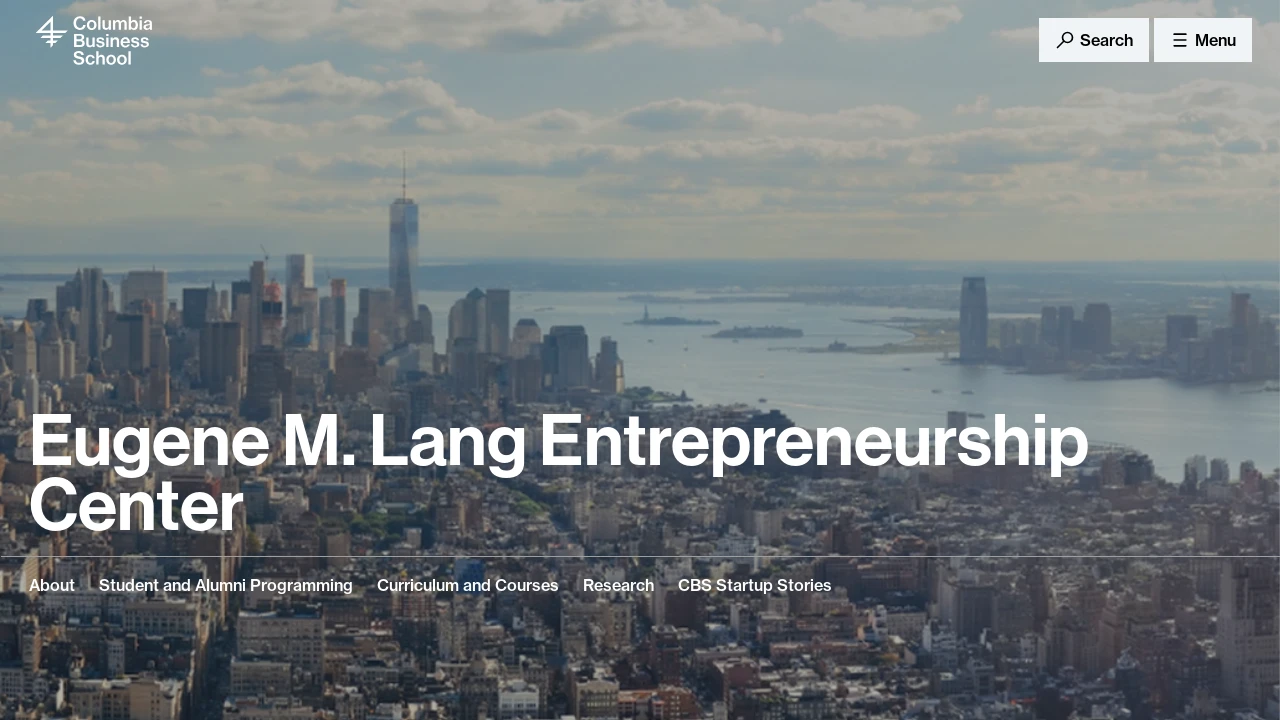 Columbia
Business
School
Search
Menu
Eugene M. Lang Entrepreneurship
Center
About
Student and Alumni Programming
Curriculum and Courses
Research
CBS Startup Stories